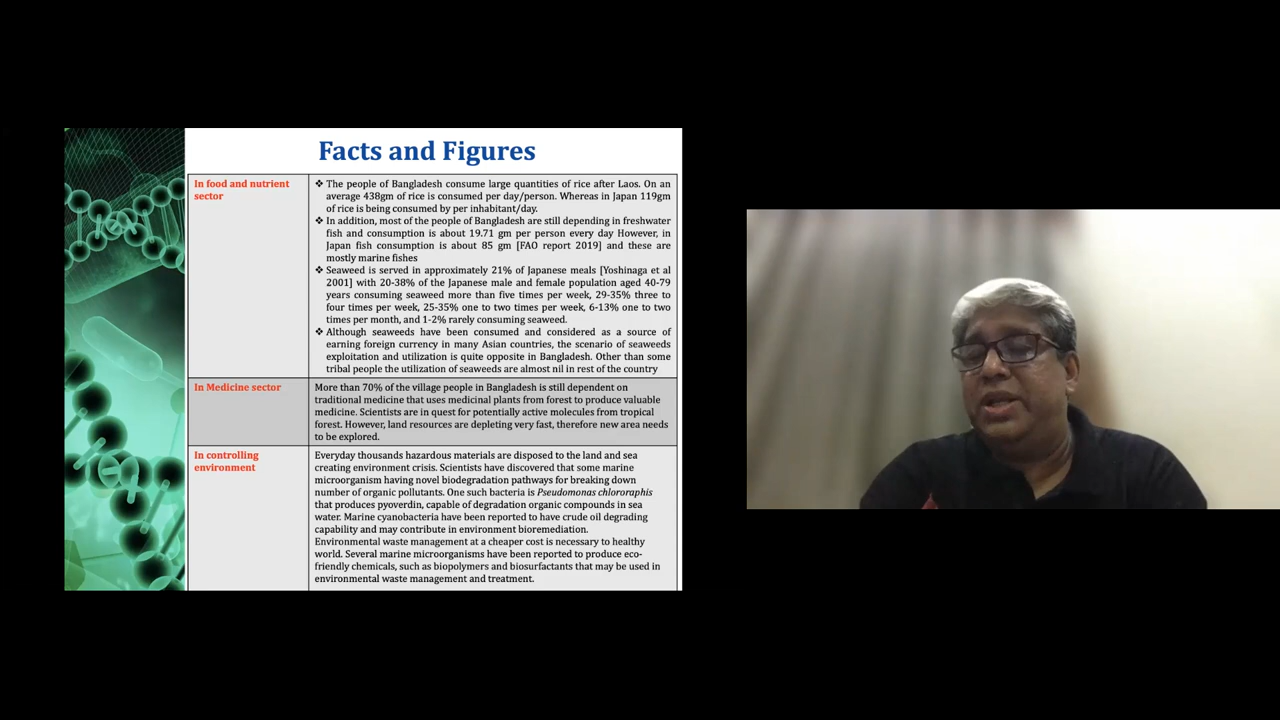 Facts and Figures
In food and nutrient
sector
❖ The people of Bangladesh consume large quantities of rice after Laos. On an
average 438gm of rice is consumed per day/person. Whereas in Japan 119gm
of rice is being consumed by per inhabitant/day.
❖ In addition, most of the people of Bangladesh are still depending in freshwater
fish and consumption is about 19.71 gm per person every day However, in
Japan fish consumption is about 85 gm [FAO report 2019] and these are
mostly marine fishes
❖ Seaweed is served in approximately 21% of Japanese meals [Yoshinaga et al
2001] with 20-38% of the Japanese male and female population aged 40-79
years consuming seaweed more than five times per week, 29-35% three to
four times per week, 25-35% one to two times per week, 6-13% one to two
times per month, and 1-2% rarely consuming seaweed.
❖ Although seaweeds have been consumed and considered as a source of
earning foreign currency in many Asian countries, the scenario of seaweeds
exploitation and utilization is quite opposite in Bangladesh. Other than some
tribal people the utilization of seaweeds are almost nil in rest of the country
In Medicine sector
More than 70% of the village people in Bangladesh is still dependent on
traditional medicine that uses medicinal plants from forest to produce valuable
medicine. Scientists are in quest for potentially active molecules from tropical
forest. However, land resources are depleting very fast, therefore new area needs
to be explored.
In controlling
environment
Everyday thousands hazardous materials are disposed to the land and sea
creating environment crisis. Scientists have discovered that some marine
microorganism having novel biodegradation pathways for breaking down
number of organic pollutants. One such bacteria is Pseudomonas chlororaphis
that produces pyoverdin, capable of degradation organic compounds in sea
water. Marine cyanobacteria have been reported to have crude oil degrading
capability and may contribute in environment bioremediation.
Environmental waste management at a cheaper cost is necessary to healthy
world. Several marine microorganisms have been reported to produce eco-
friendly chemicals, such as biopolymers and biosurfactants that may be used in
environmental waste management and treatment.